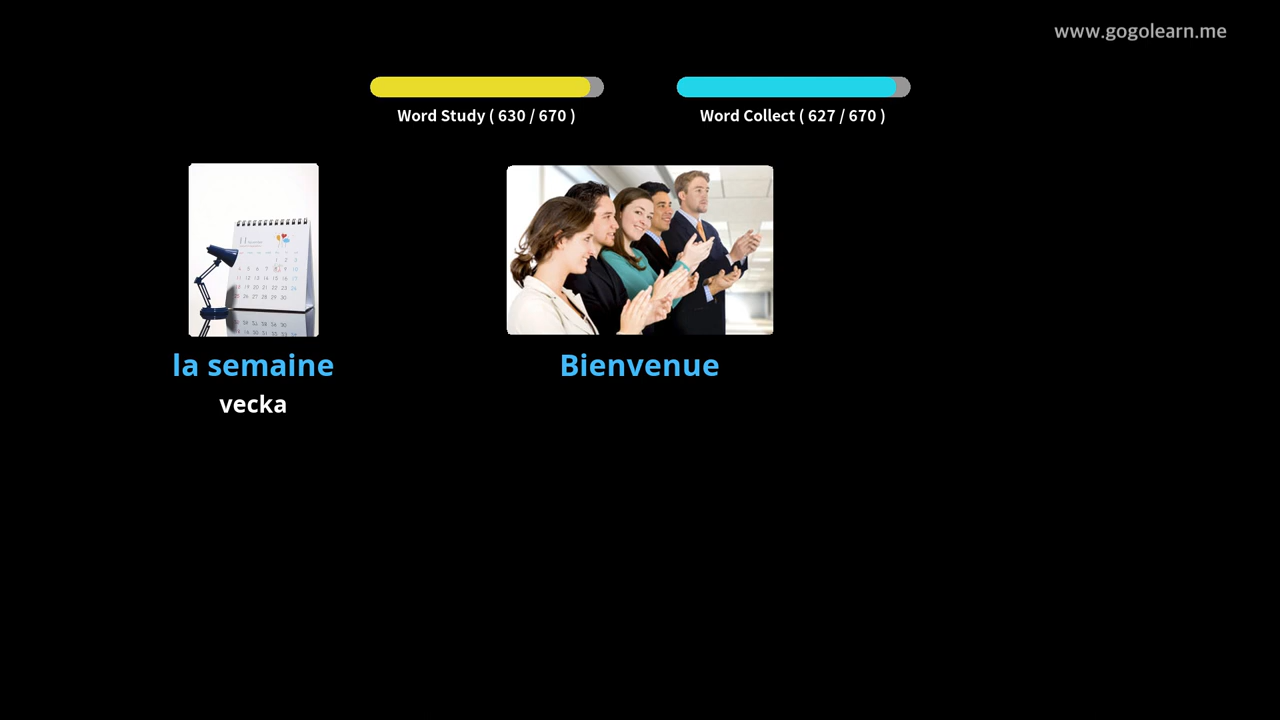 www.gogolearn.me
Word Study ( 630 / 670 )
Word Collect ( 627 / 670 )
la semaine
vecka
Bienvenue